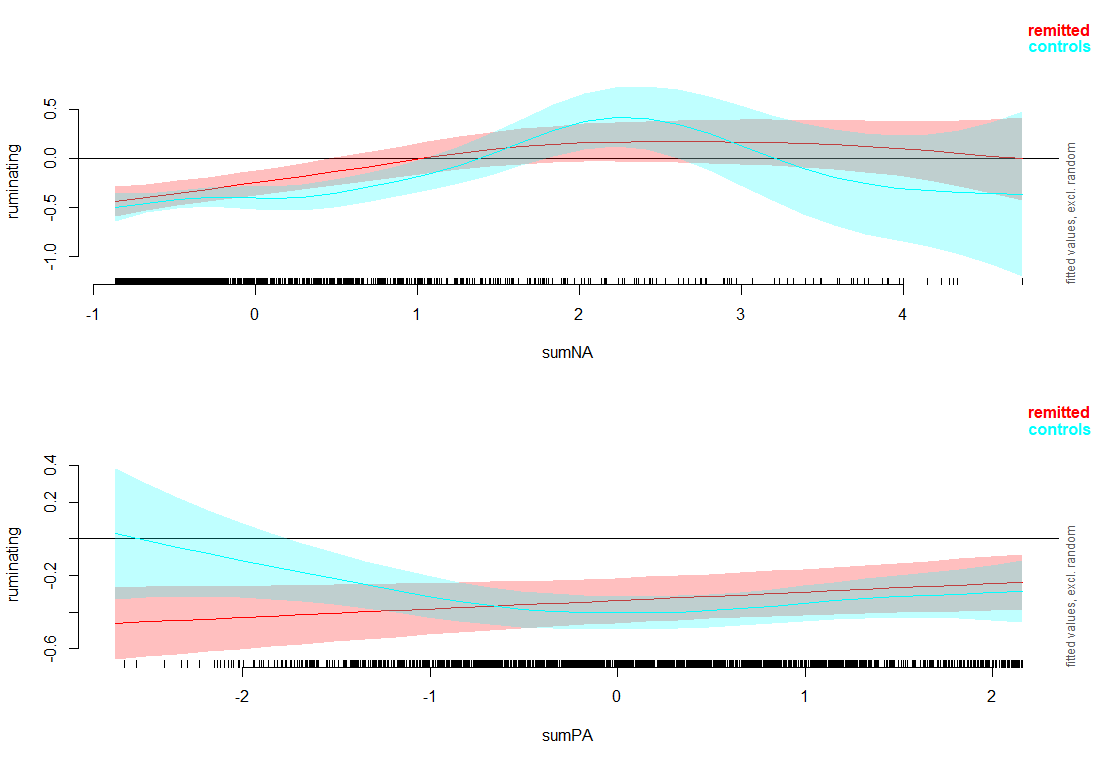 remitted
controls
0.5
0.0
-0.5
-1.0
ruminating
fitted values, excl. random
-1 0 1 2 3 4
sumNA
remitted
controls
0.4
0.2
-0.2
-0.6
ruminating
fitted values, excl. random
-2 -1 0 1 2
sumPA